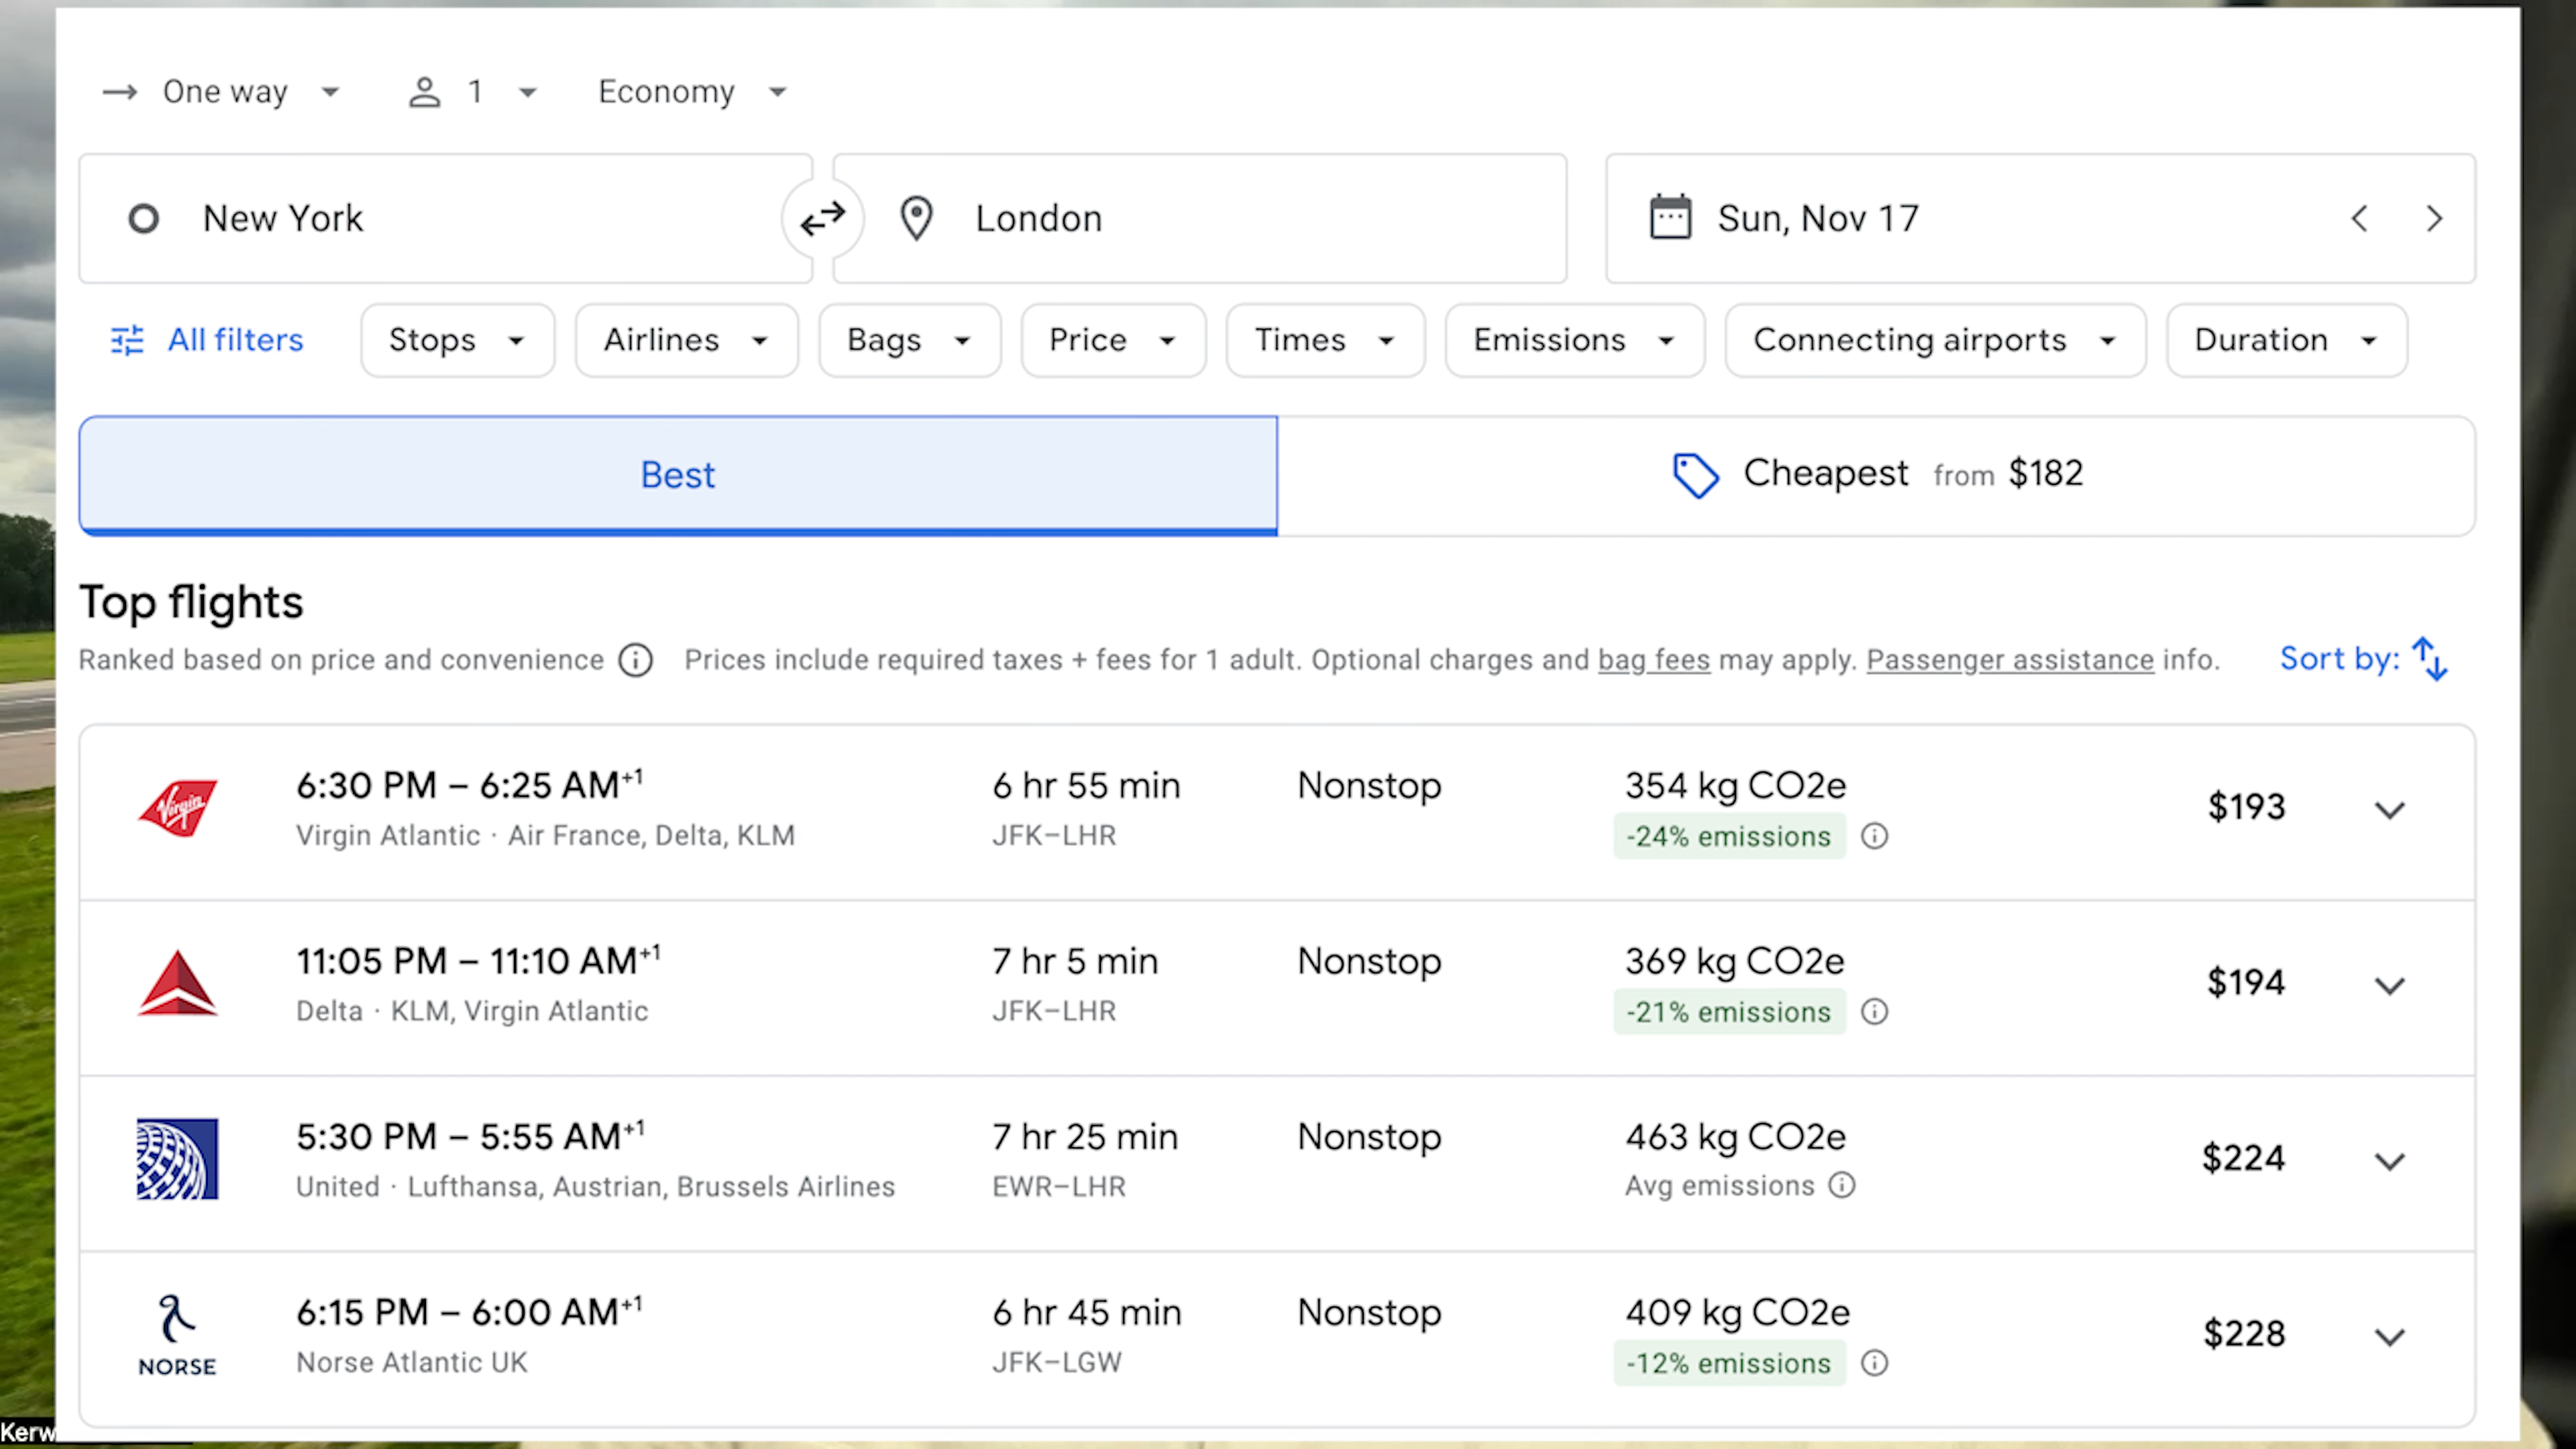 One way 1 Economy
New York London Sun, Nov 17
All filters Stops Airlines Bags Price Times Emissions Connecting airports Duration
Best Cheapest from $182
Top flights
Ranked based on price and convenience Prices include required taxes + fees for 1 adult. Optional charges and bag fees may apply. Passenger assistance info. Sort by:
Virgin
6:30 PM – 6:25 AM+1 6 hr 55 min Nonstop 354 kg CO2e $193
Virgin Atlantic · Air France, Delta, KLM JFK–LHR -24% emissions
11:05 PM – 11:10 AM+1 7 hr 5 min Nonstop 369 kg CO2e $194
Delta · KLM, Virgin Atlantic JFK–LHR -21% emissions
5:30 PM – 5:55 AM+1 7 hr 25 min Nonstop 463 kg CO2e $224
United · Lufthansa, Austrian, Brussels Airlines EWR–LHR Avg emissions
6:15 PM – 6:00 AM+1 6 hr 45 min Nonstop 409 kg CO2e $228
NORSE Norse Atlantic UK JFK–LGW -12% emissions
Kerw